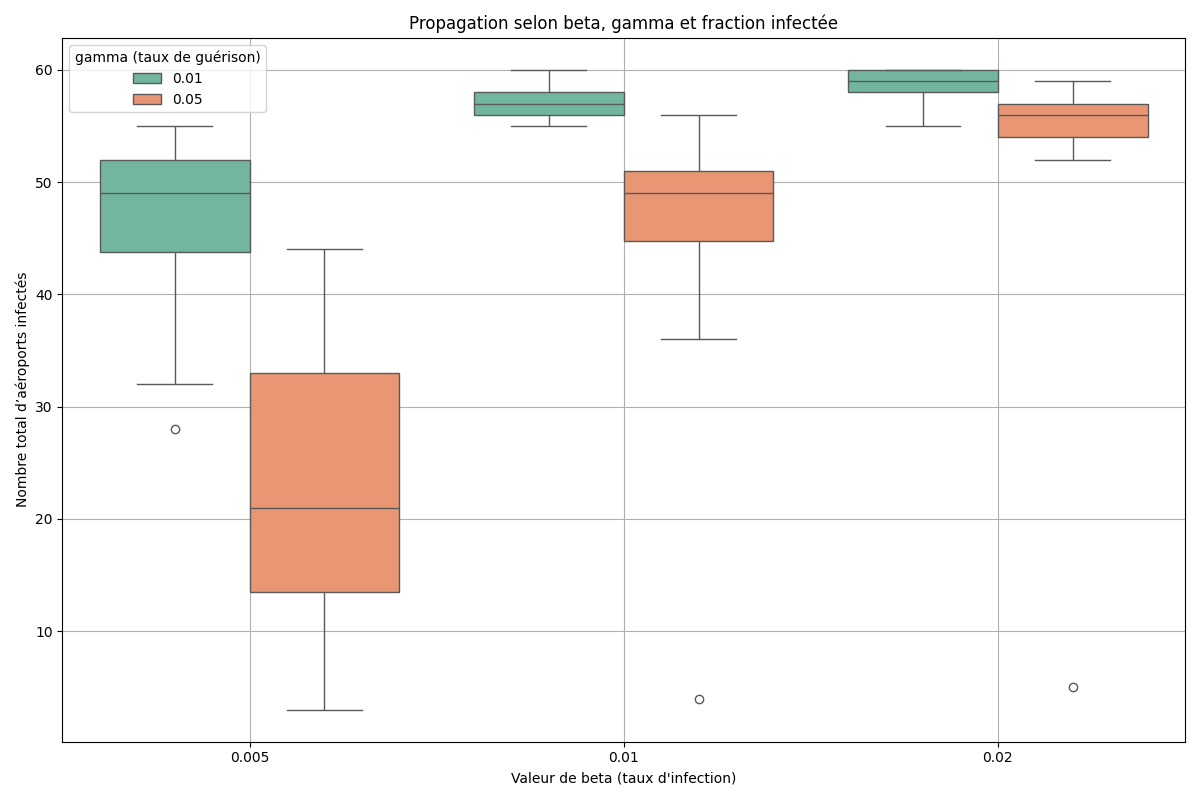 Propagation selon beta, gamma et fraction infectée
gamma (taux de guérison)
0.01
0.05
60
50
40
30
20
10
Nombre total d’aéroports infectés
0.005
0.01
0.02
Valeur de beta (taux d'infection)